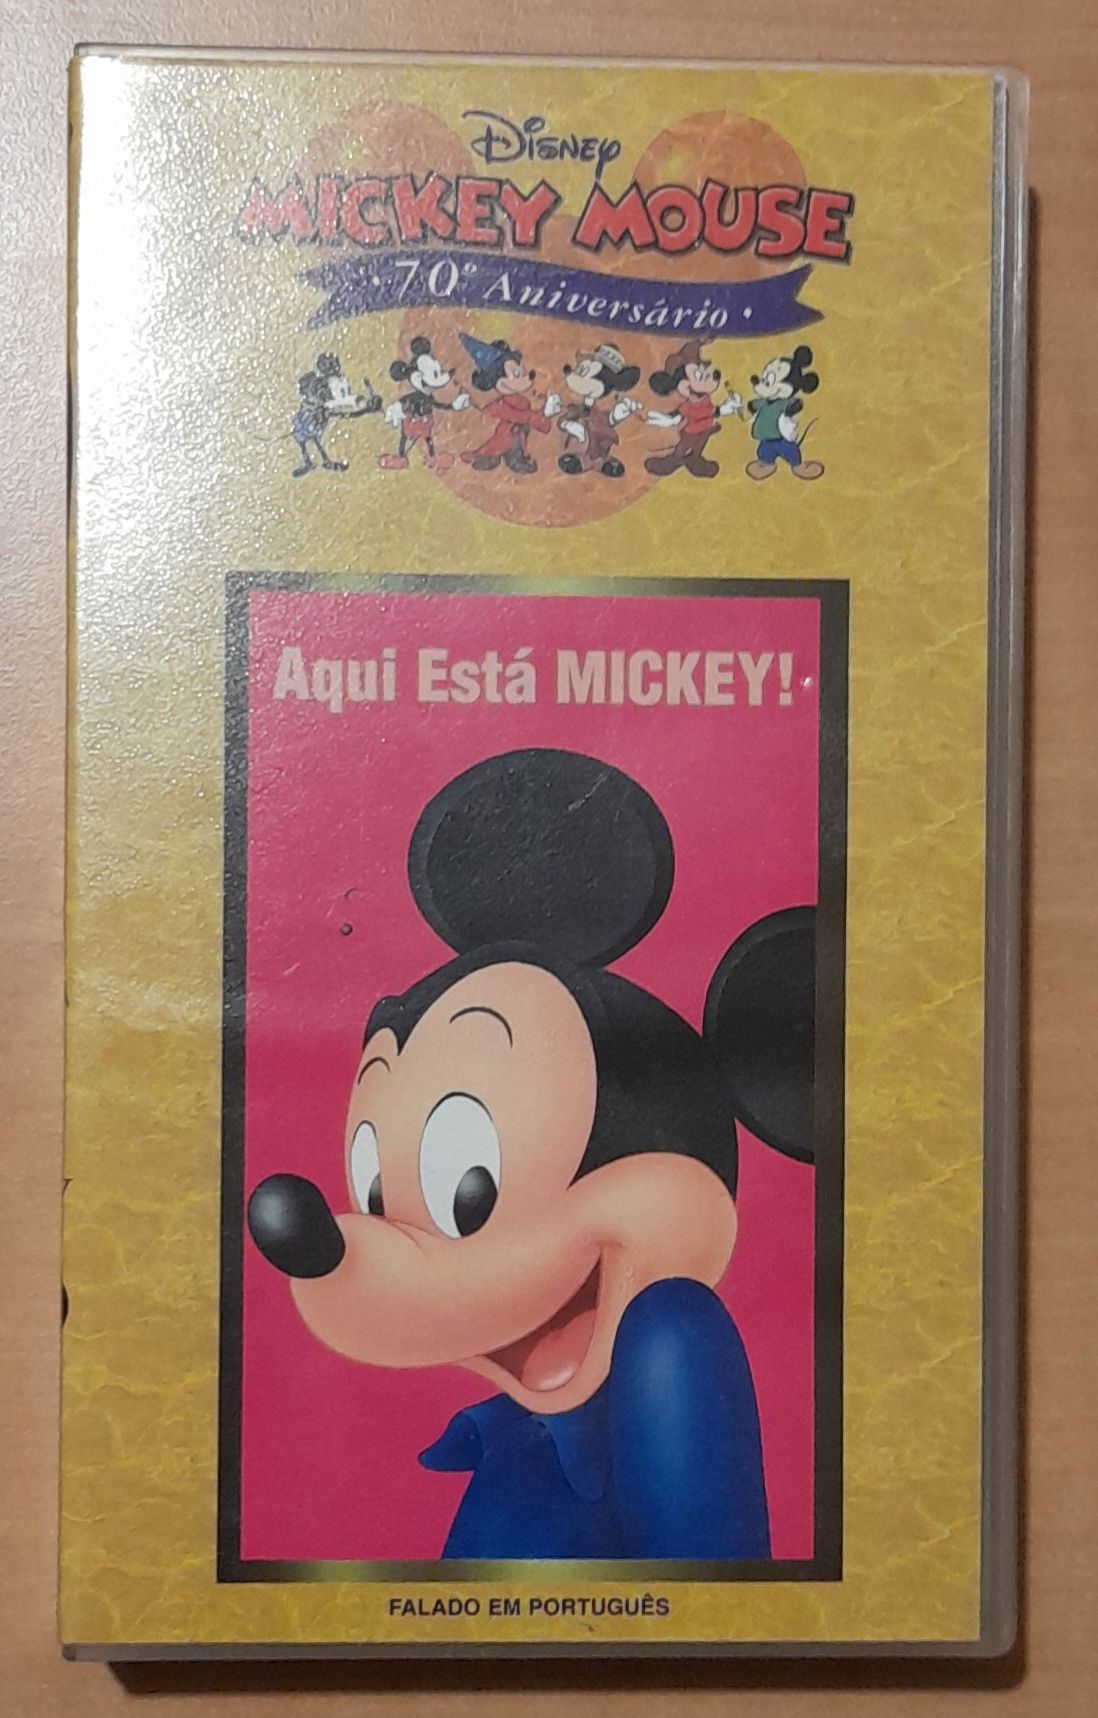 Disney
MICKEY MOUSE
• 70º Aniversário •
Aqui Está MICKEY!
FALADO EM PORTUGUÊS